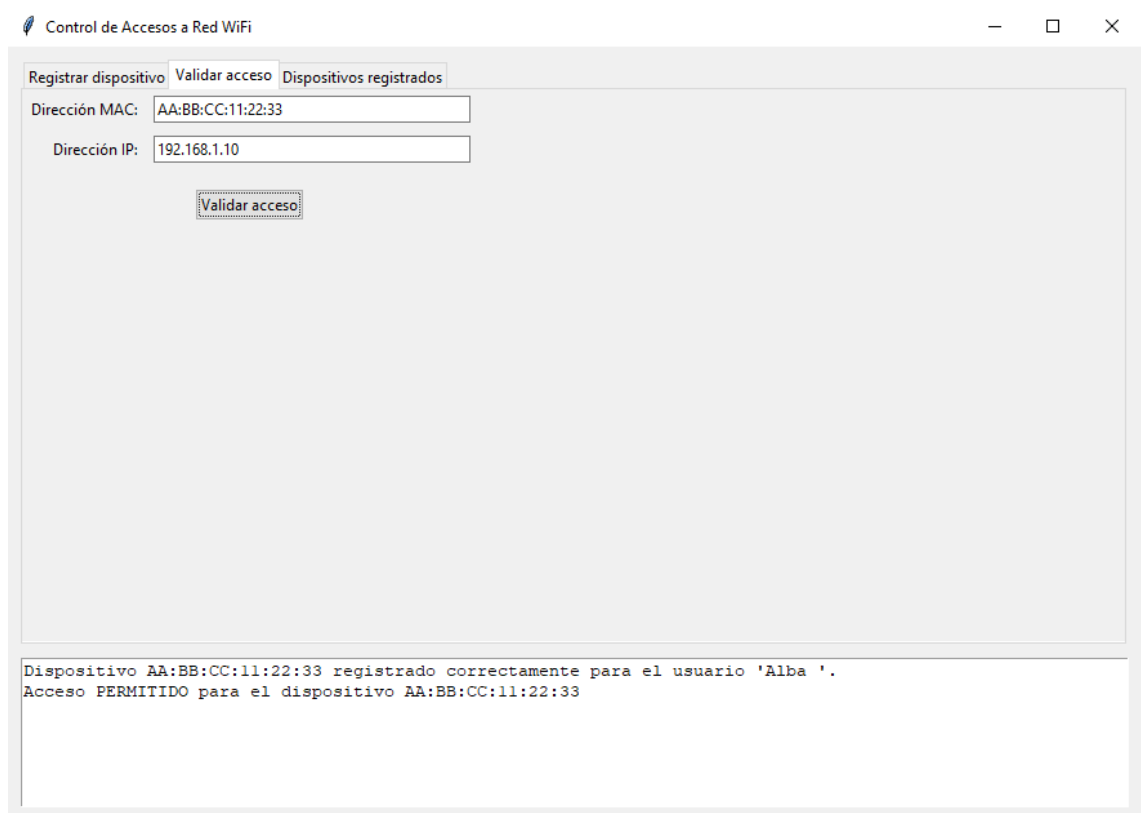 Control de Accesos a Red WiFi
Registrar dispositivo Validar acceso Dispositivos registrados
Dirección MAC: AA:BB:CC:11:22:33
Dirección IP: 192.168.1.10
Validar acceso
Dispositivo AA:BB:CC:11:22:33 registrado correctamente para el usuario 'Alba '.
Acceso PERMITIDO para el dispositivo AA:BB:CC:11:22:33